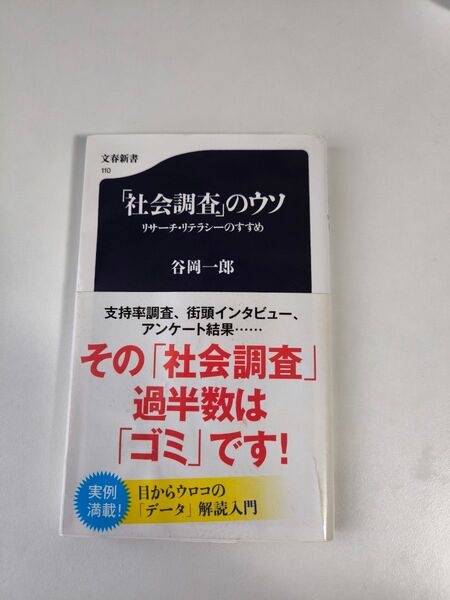 文春新書
110
「社会調査」のウソ
リサーチ・リテラシーのすすめ
谷岡一郎
支持率調査、街頭インタビュー、
アンケート結果……
その「社会調査」
過半数は
「ゴミ」です!
実例
満載!
目からウロコの
「データ」解読入門